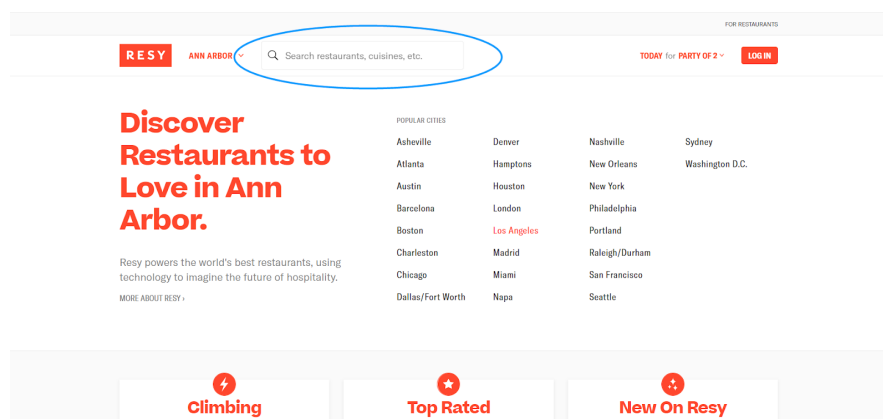 FOR RESTAURANTS
RESY ANN ARBOR Search restaurants, cuisines, etc. TODAY for PARTY OF 2 LOG IN
Discover
Restaurants to
Love in Ann
Arbor.
Resy powers the world's best restaurants, using
technology to imagine the future of hospitality.
MORE ABOUT RESY ›
POPULAR CITIES
Asheville Denver Nashville Sydney
Atlanta Hamptons New Orleans Washington D.C.
Austin Houston New York
Barcelona London Philadelphia
Boston Los Angeles Portland
Charleston Madrid Raleigh/Durham
Chicago Miami San Francisco
Dallas/Fort Worth Napa Seattle
Climbing Top Rated New On Resy